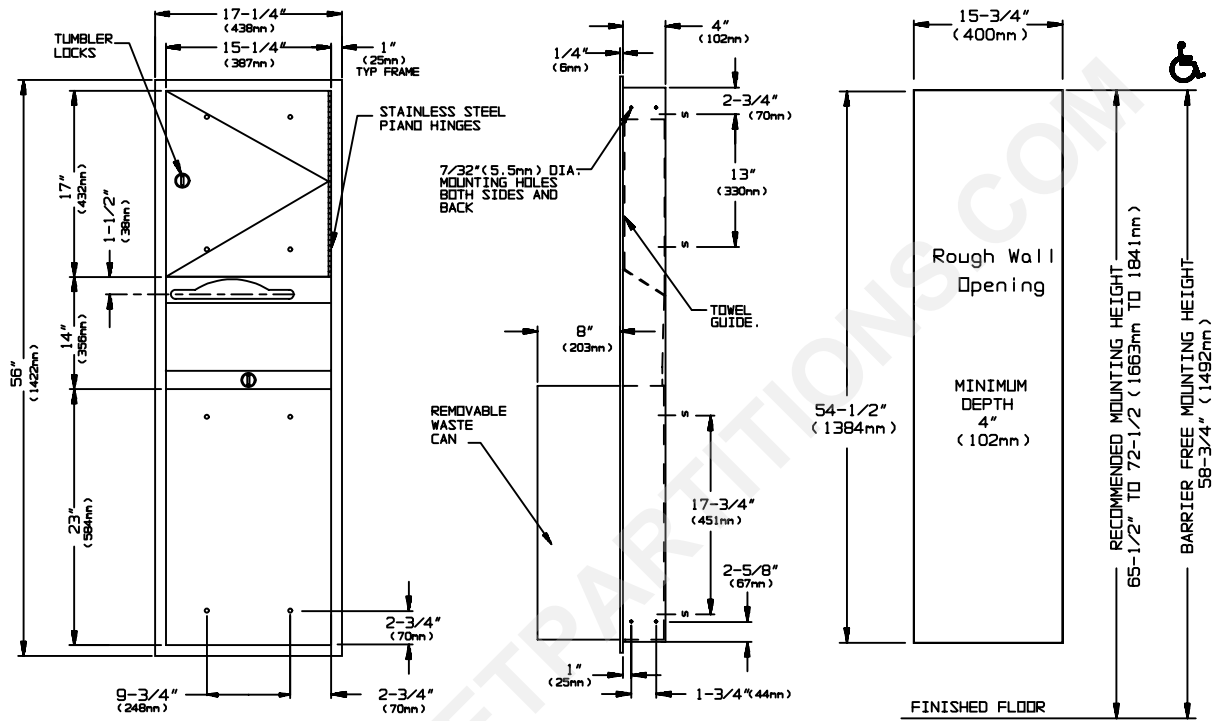 17-1/4"
(438mm)
TUMBLER
LOCKS
15-1/4"
(387mm)
1"
(25mm)
TYP FRAME
STAINLESS STEEL
PIANO HINGES
17"
(432mm)
1-1/2"
(38mm)
14"
(356mm)
56"
(1422mm)
23"
(584mm)
2-3/4"
(70mm)
9-3/4"
(248mm)
2-3/4"
(70mm)
4"
(102mm)
1/4"
(6mm)
2-3/4"
(70mm)
S
7/32"(5.5mm) DIA.
MOUNTING HOLES
BOTH SIDES AND
BACK
13"
(330mm)
S
TOWEL
GUIDE.
8"
(203mm)
REMOVABLE
WASTE
CAN
S
17-3/4"
(451mm)
2-5/8"
(67mm)
S
1"
(25mm)
1-3/4"(44mm)
15-3/4"
(400mm)
Rough Wall
Opening
MINIMUM
DEPTH
4"
(102mm)
54-1/2"
(1384mm)
RECOMMENDED MOUNTING HEIGHT
65-1/2" TO 72-1/2 (1663mm TO 1841mm)
BARRIER FREE MOUNTING HEIGHT
58-3/4" (1492mm)
FINISHED FLOOR
ETPARTITIONS.COM